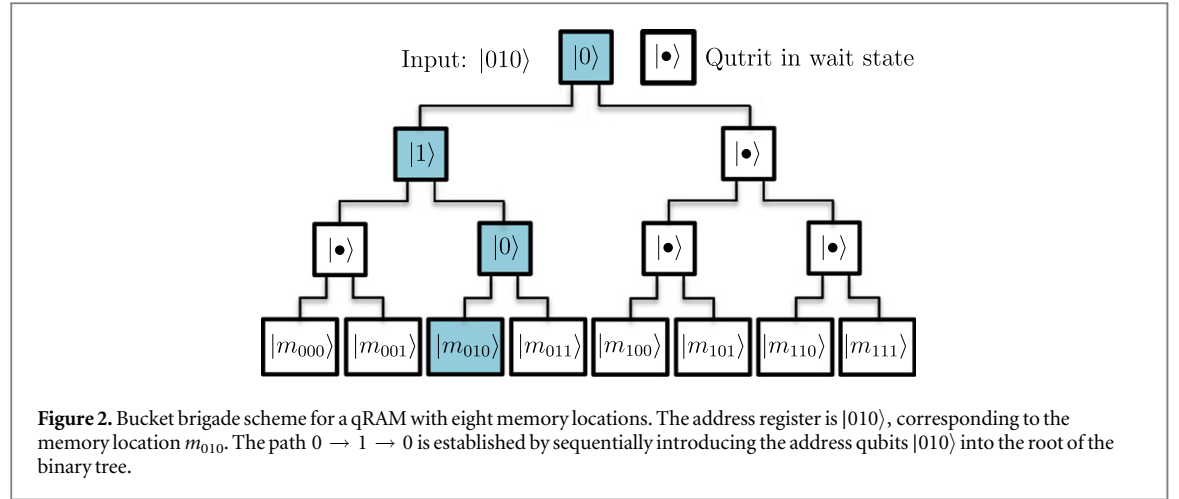 Input: |010⟩ |0⟩ |•⟩ Qutrit in wait state
|1⟩ |•⟩
|•⟩ |0⟩ |•⟩ |•⟩
|m₀₀₀⟩ |m₀₀₁⟩ |m₀₁₀⟩ |m₀₁₁⟩ |m₁₀₀⟩ |m₁₀₁⟩ |m₁₁₀⟩ |m₁₁₁⟩
Figure 2. Bucket brigade scheme for a qRAM with eight memory locations. The address register is |010⟩, corresponding to the
memory location m₀₁₀. The path 0 → 1 → 0 is established by sequentially introducing the address qubits |010⟩ into the root of the
binary tree.